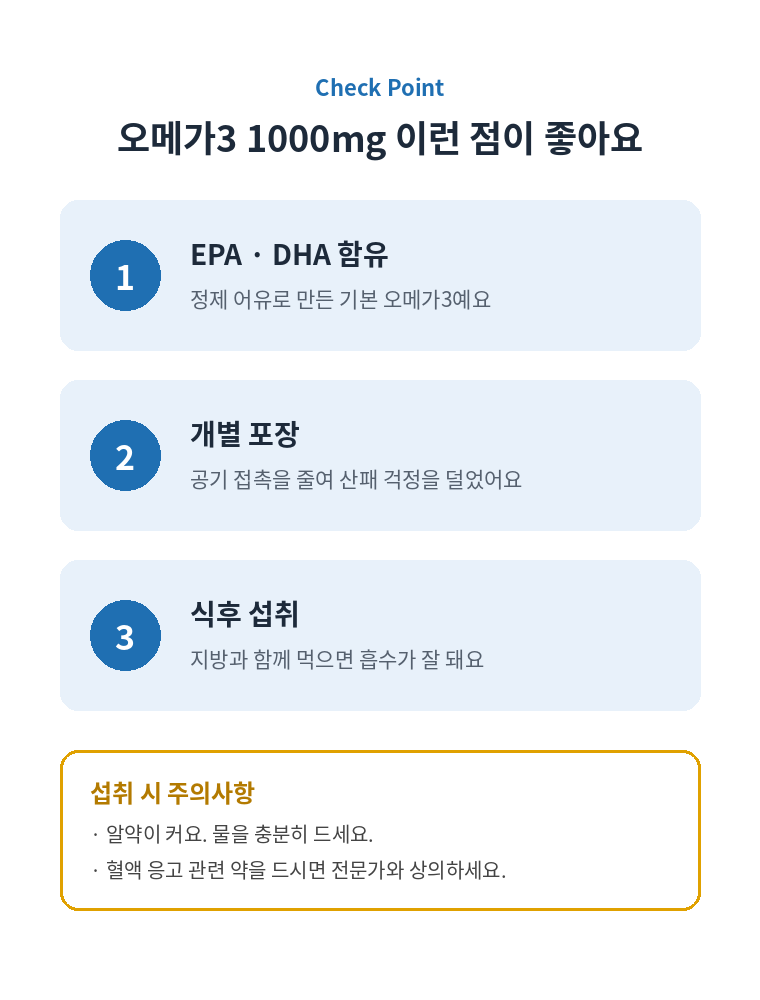 Check Point
오메가3 1000mg 이런 점이 좋아요
1
EPA · DHA 함유
정제 어유로 만든 기본 오메가3예요
2
개별 포장
공기 접촉을 줄여 산패 걱정을 덜었어요
3
식후 섭취
지방과 함께 먹으면 흡수가 잘 돼요
섭취 시 주의사항
· 알약이 커요. 물을 충분히 드세요.
· 혈액 응고 관련 약을 드시면 전문가와 상의하세요.